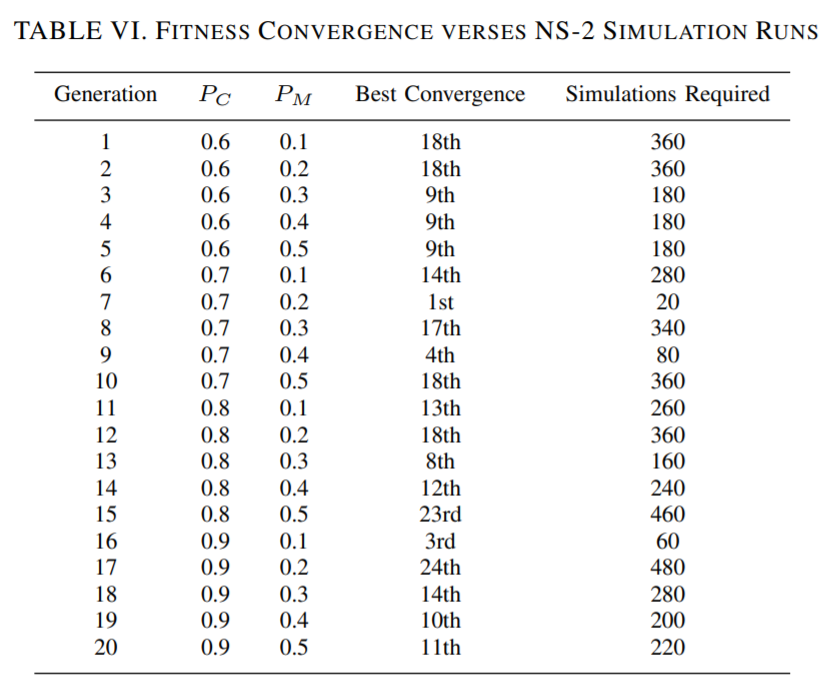 TABLE VI. FITNESS CONVERGENCE VERSES NS-2 SIMULATION RUNS
Generation P_C P_M Best Convergence Simulations Required
1 0.6 0.1 18th 360
2 0.6 0.2 18th 360
3 0.6 0.3 9th 180
4 0.6 0.4 9th 180
5 0.6 0.5 9th 180
6 0.7 0.1 14th 280
7 0.7 0.2 1st 20
8 0.7 0.3 17th 340
9 0.7 0.4 4th 80
10 0.7 0.5 18th 360
11 0.8 0.1 13th 260
12 0.8 0.2 18th 360
13 0.8 0.3 8th 160
14 0.8 0.4 12th 240
15 0.8 0.5 23rd 460
16 0.9 0.1 3rd 60
17 0.9 0.2 24th 480
18 0.9 0.3 14th 280
19 0.9 0.4 10th 200
20 0.9 0.5 11th 220